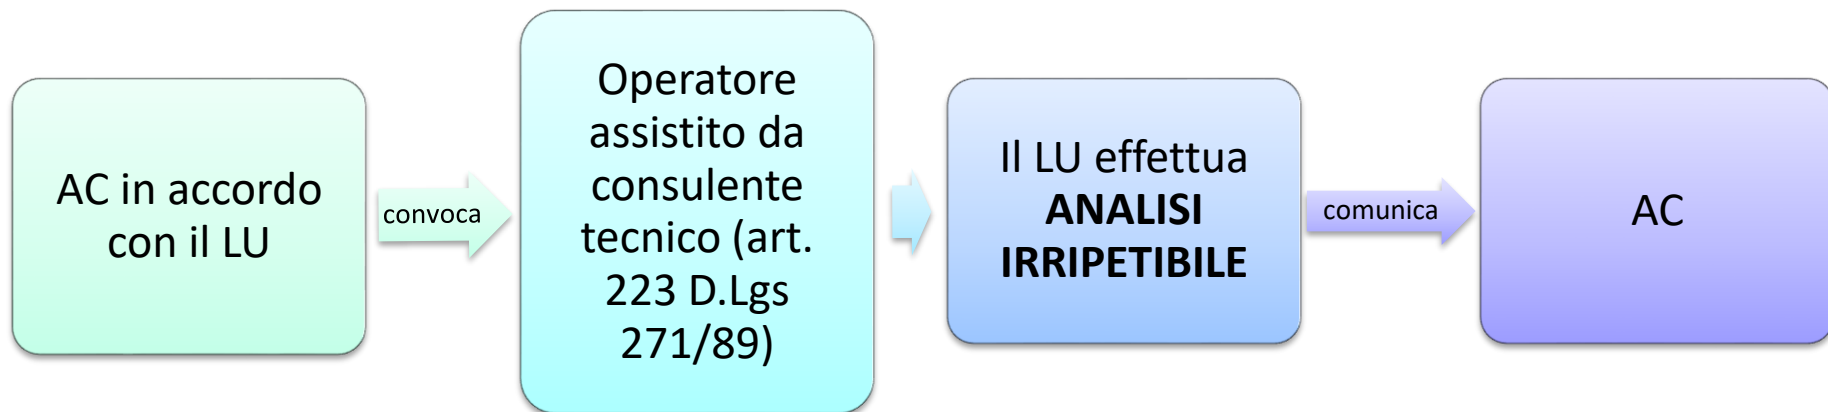 AC in accordo
con il LU
convoca
Operatore
assistito da
consulente
tecnico (art.
223 D.Lgs
271/89)
Il LU effettua
ANALISI
IRRIPETIBILE
comunica
AC